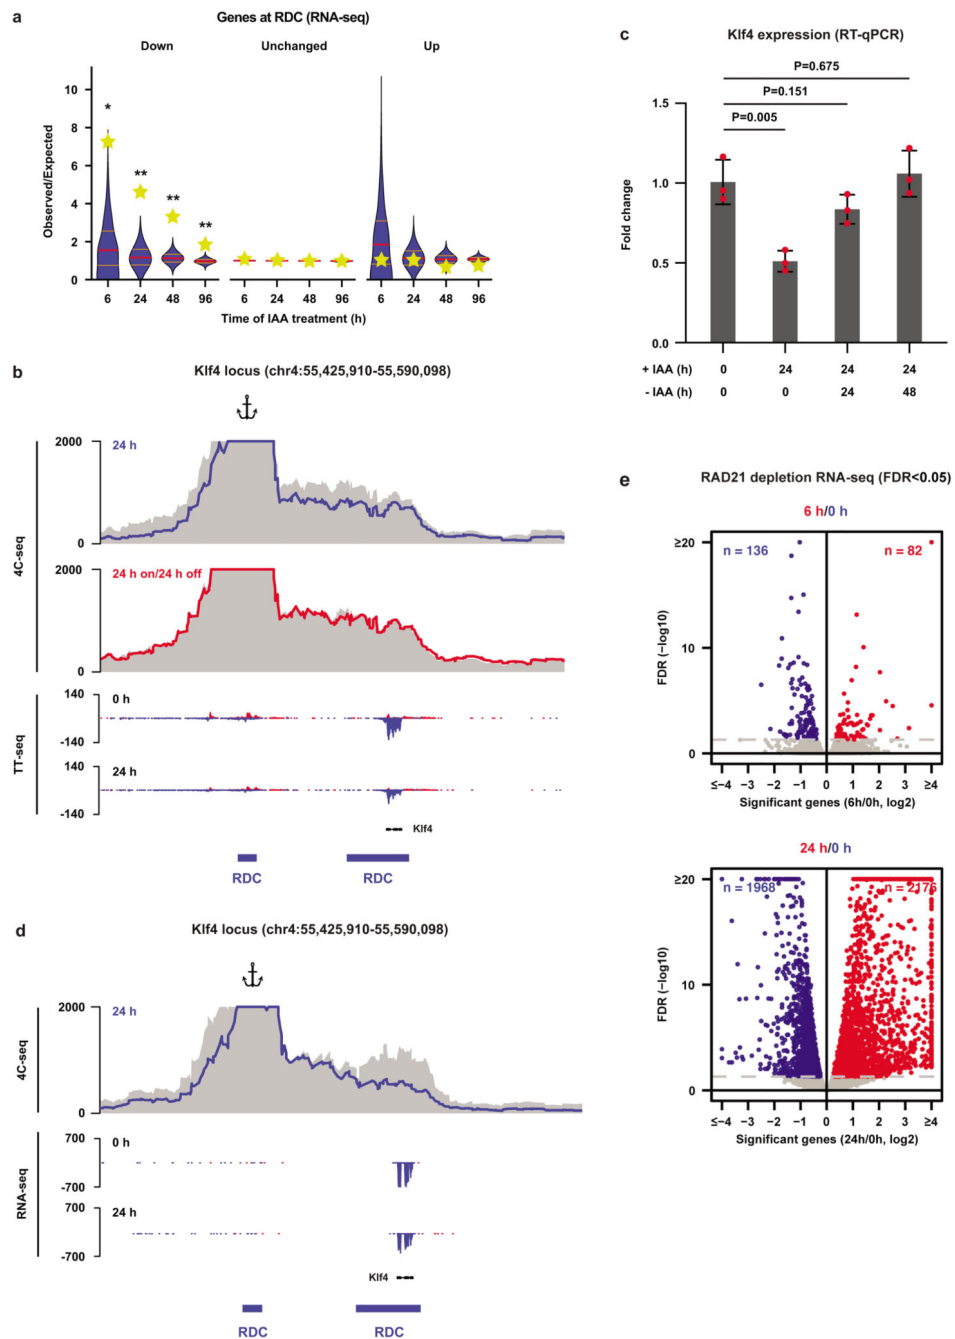 a
Genes at RDC (RNA-seq)
Down
Unchanged
Up
Observed/Expected
10
8
6
4
2
0
*
**
**
**
6 24 48 96 6 24 48 96 6 24 48 96
Time of IAA treatment (h)
b
Klf4 locus (chr4:55,425,910-55,590,098)
4C-seq
2000
24 h
0
2000
24 h on/24 h off
0
TT-seq
140
0 h
-140
140
24 h
-140
Klf4
RDC
RDC
c
Klf4 expression (RT-qPCR)
P=0.675
P=0.151
P=0.005
Fold change
1.5
1.0
0.5
0.0
+ IAA (h) 0 24 24 24
- IAA (h) 0 0 24 48
d
Klf4 locus (chr4:55,425,910-55,590,098)
4C-seq
2000
24 h
1000
0
RNA-seq
700
0 h
-700
700
24 h
-700
Klf4
RDC
RDC
e
RAD21 depletion RNA-seq (FDR<0.05)
6 h/0 h
FDR (−log10)
≥20
10
0
n = 136
n = 82
≤−4 −3 −2 −1 0 1 2 3 ≥4
Significant genes (6h/0h, log2)
24 h/0 h
FDR (−log10)
≥20
10
0
n = 1968
n = 2176
≤−4 −3 −2 −1 0 1 2 3 ≥4
Significant genes (24h/0h, log2)